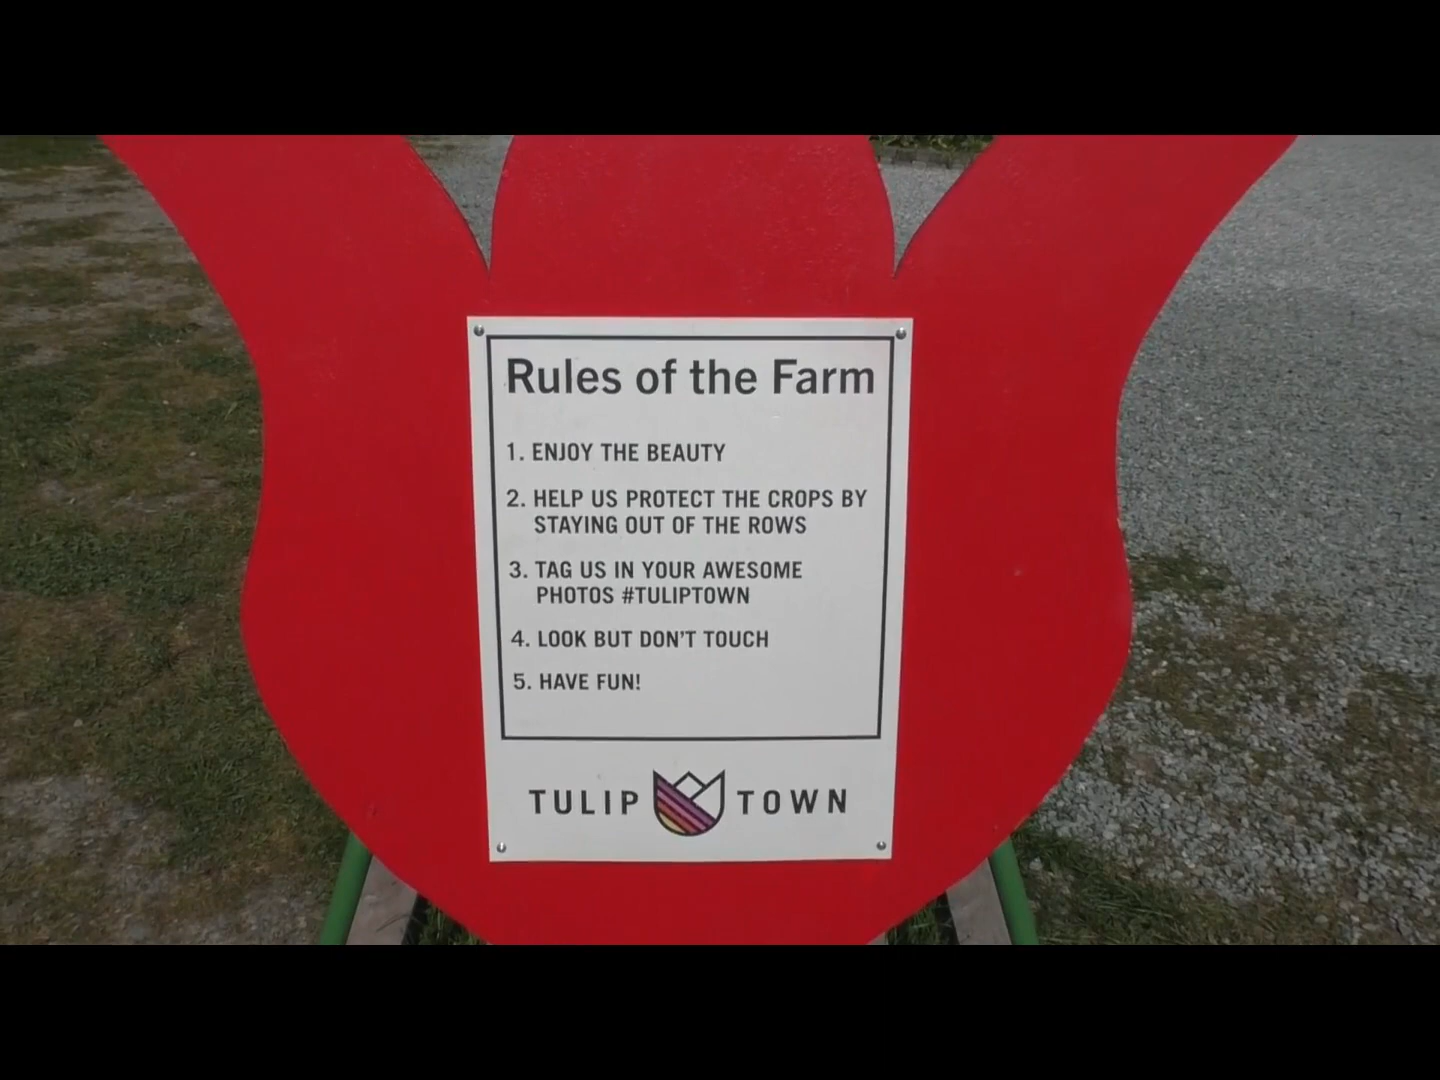 Rules of the Farm
1. ENJOY THE BEAUTY
2. HELP US PROTECT THE CROPS BY
STAYING OUT OF THE ROWS
3. TAG US IN YOUR AWESOME
PHOTOS #TULIPTOWN
4. LOOK BUT DON'T TOUCH
5. HAVE FUN!
TULIP TOWN